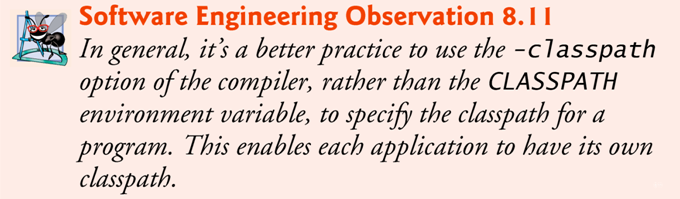 Software Engineering Observation 8.11
In general, it's a better practice to use the -classpath
option of the compiler, rather than the CLASSPATH
environment variable, to specify the classpath for a
program. This enables each application to have its own
classpath.